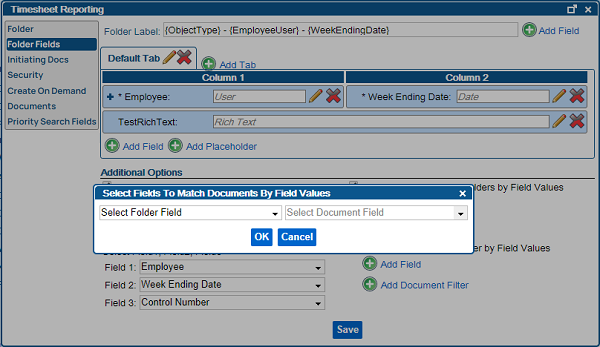 Timesheet Reporting
Folder
Folder Fields
Initiating Docs
Security
Create On Demand
Documents
Priority Search Fields
Folder Label: {ObjectType} - {EmployeeUser} - {WeekEndingDate} Add Field
Default Tab Add Tab
Column 1 Column 2
* Employee: User * Week Ending Date: Date
TestRichText: Rich Text
Add Field Add Placeholder
Additional Options
Select Fields To Match Documents By Field Values
by Field Values
Select Folder Field Select Document Field
OK Cancel
by Field Values
Field 1: Employee Add Field
Field 2: Week Ending Date Add Document Filter
Field 3: Control Number
Save